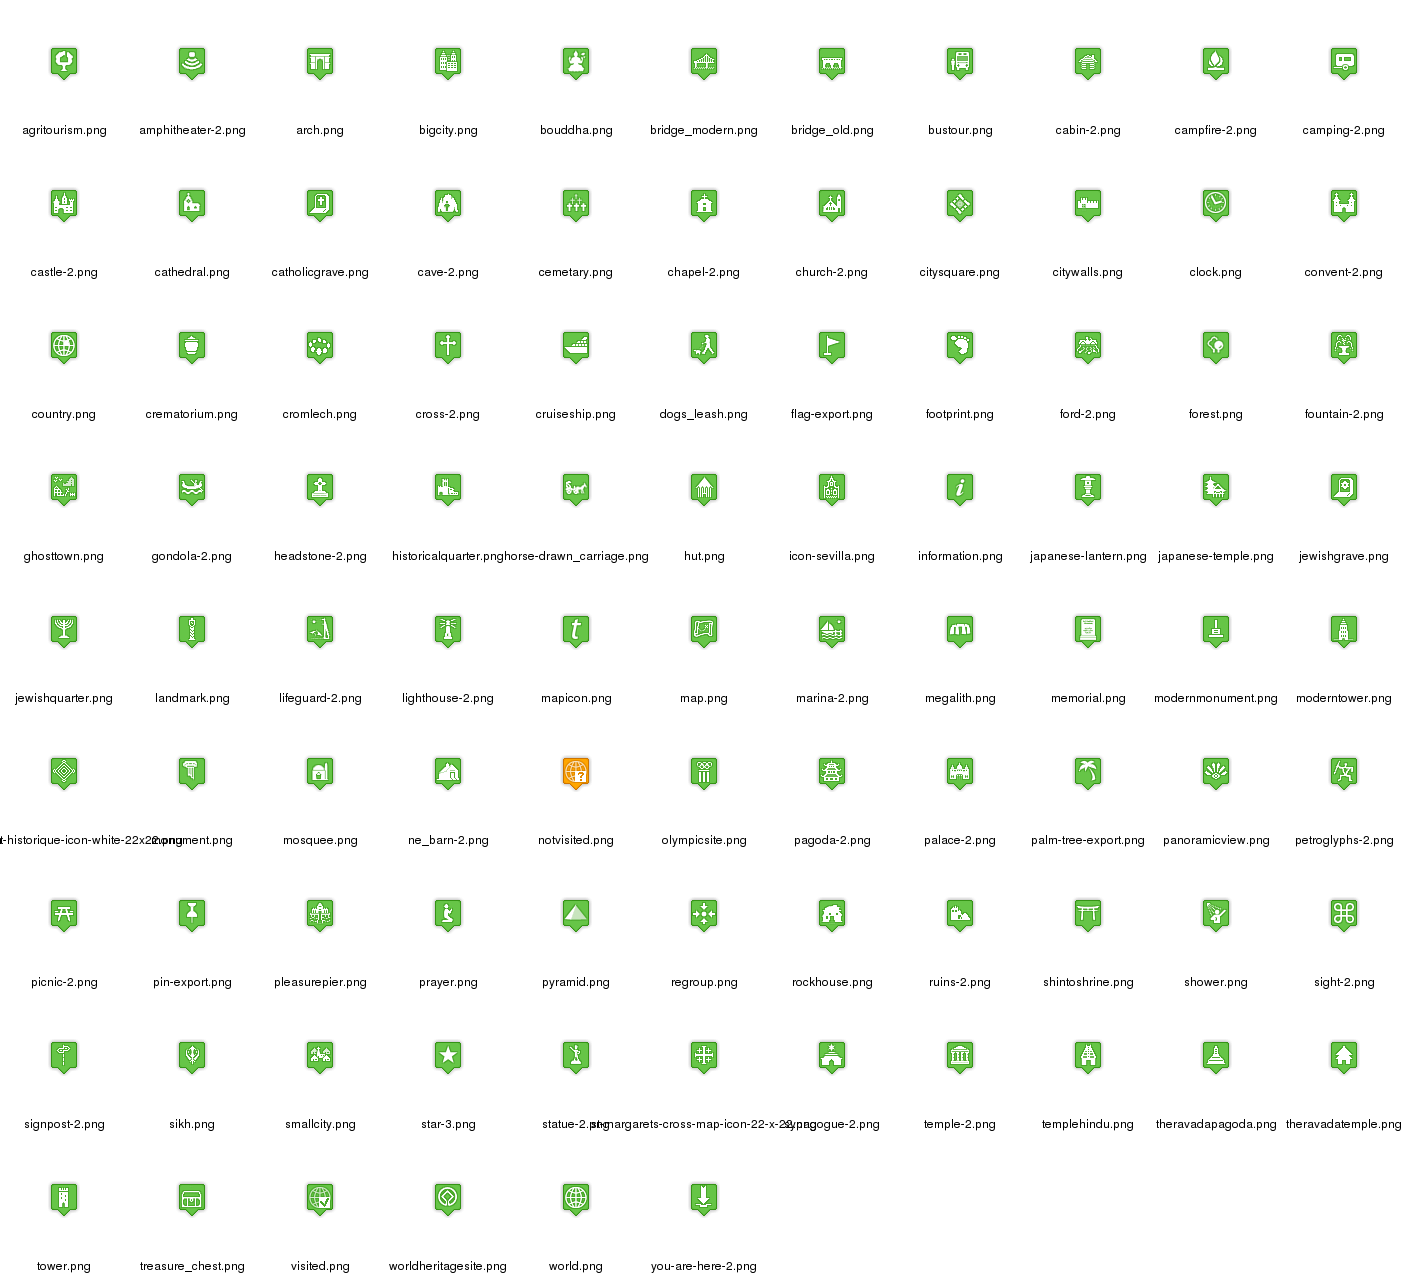 agritourism.png amphitheater-2.png arch.png bigcity.png bouddha.png bridge_modern.png bridge_old.png bustour.png cabin-2.png campfire-2.png camping-2.png
castle-2.png cathedral.png catholicgrave.png cave-2.png cemetary.png chapel-2.png church-2.png citysquare.png citywalls.png clock.png convent-2.png
country.png crematorium.png cromlech.png cross-2.png cruiseship.png dogs_leash.png flag-export.png footprint.png ford-2.png forest.png fountain-2.png
i
ghosttown.png gondola-2.png headstone-2.png historicalquarter.png horse-drawn_carriage.png hut.png icon-sevilla.png information.png japanese-lantern.png japanese-temple.png jewishgrave.png
t
jewishquarter.png landmark.png lifeguard-2.png lighthouse-2.png mapicon.png map.png marina-2.png megalith.png memorial.png modernmonument.png moderntower.png
?
t-historique-icon-white-22x22.png monument.png mosquee.png ne_barn-2.png notvisited.png olympicsite.png pagoda-2.png palace-2.png palm-tree-export.png panoramicview.png petroglyphs-2.png
picnic-2.png pin-export.png pleasurepier.png prayer.png pyramid.png regroup.png rockhouse.png ruins-2.png shintoshrine.png shower.png sight-2.png
signpost-2.png sikh.png smallcity.png star-3.png statue-2.png st-margarets-cross-map-icon-22-x-22.png synagogue-2.png temple-2.png templehindu.png theravadapagoda.png theravadatemple.png
tower.png treasure_chest.png visited.png worldheritagesite.png world.png you-are-here-2.png